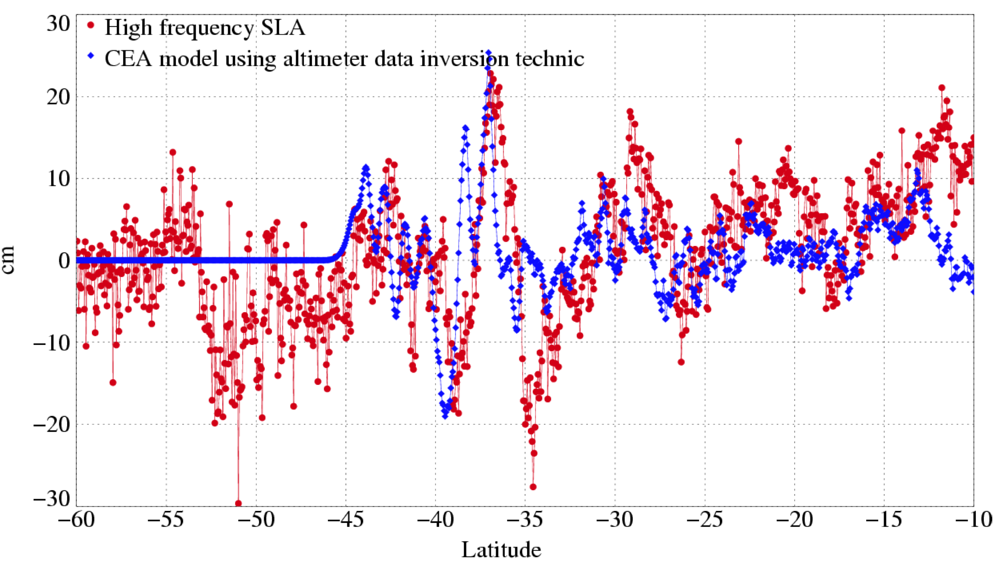 30
High frequency SLA
CEA model using altimeter data inversion technic
20
10
0
cm
−10
−20
−30
−60 −55 −50 −45 −40 −35 −30 −25 −20 −15 −10
Latitude